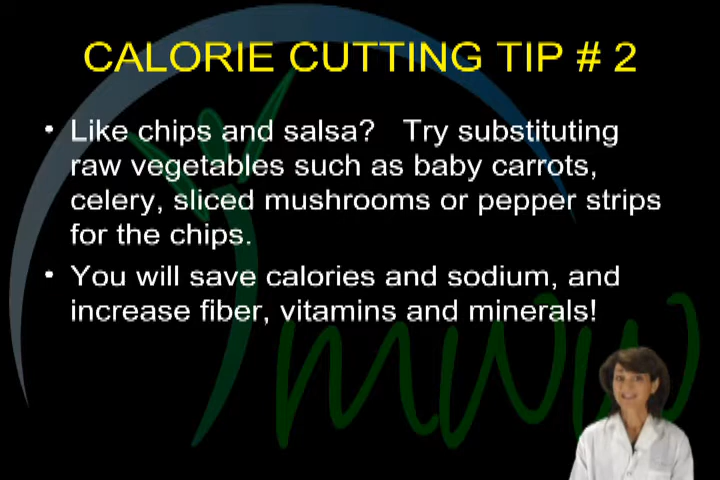 CALORIE CUTTING TIP # 2
• Like chips and salsa? Try substituting
raw vegetables such as baby carrots,
celery, sliced mushrooms or pepper strips
for the chips.
• You will save calories and sodium, and
increase fiber, vitamins and minerals!
mww